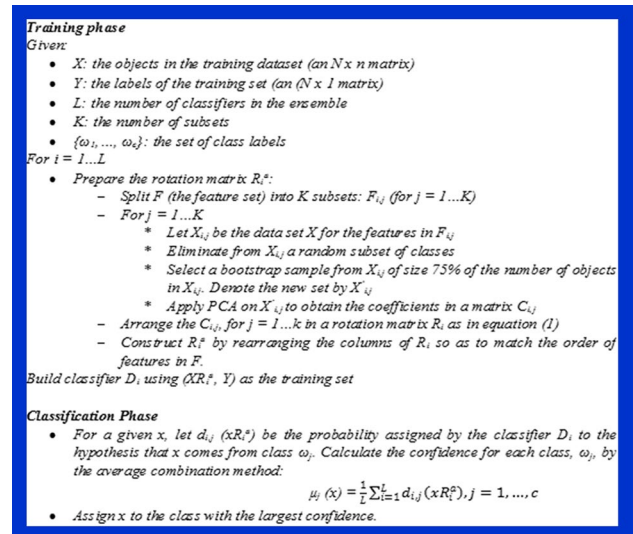 Training phase
Given:
• X: the objects in the training dataset (an N x n matrix)
• Y: the labels of the training set (an (N x 1 matrix)
• L: the number of classifiers in the ensemble
• K: the number of subsets
• {ω₁, ..., ω꜀}: the set of class labels
For i = 1...L
• Prepare the rotation matrix Rᵢᵃ:
– Split F (the feature set) into K subsets: Fᵢ,ⱼ (for j = 1...K)
– For j = 1...K
* Let Xᵢ,ⱼ be the data set X for the features in Fᵢ,ⱼ
* Eliminate from Xᵢ,ⱼ a random subset of classes
* Select a bootstrap sample from Xᵢ,ⱼ of size 75% of the number of objects
in Xᵢ,ⱼ. Denote the new set by X'ᵢⱼ
* Apply PCA on X'ᵢⱼ to obtain the coefficients in a matrix Cᵢ,ⱼ
– Arrange the Cᵢ,ⱼ, for j = 1...k in a rotation matrix Rᵢ as in equation (1)
– Construct Rᵢᵃ by rearranging the columns of Rᵢ so as to match the order of
features in F.
Build classifier Dᵢ using (XRᵢᵃ, Y) as the training set
Classification Phase
• For a given x, let dᵢ,ⱼ (xRᵢᵃ) be the probability assigned by the classifier Dᵢ to the
hypothesis that x comes from class ωⱼ. Calculate the confidence for each class, ωⱼ, by
the average combination method:
μⱼ (x) = 1/L Σᴸᵢ₌₁ dᵢ,ⱼ (xRᵢᵃ), j = 1, ..., c
• Assign x to the class with the largest confidence.